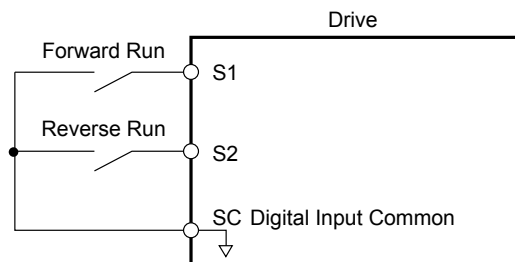 Drive
Forward Run
S1
Reverse Run
S2
SC Digital Input Common